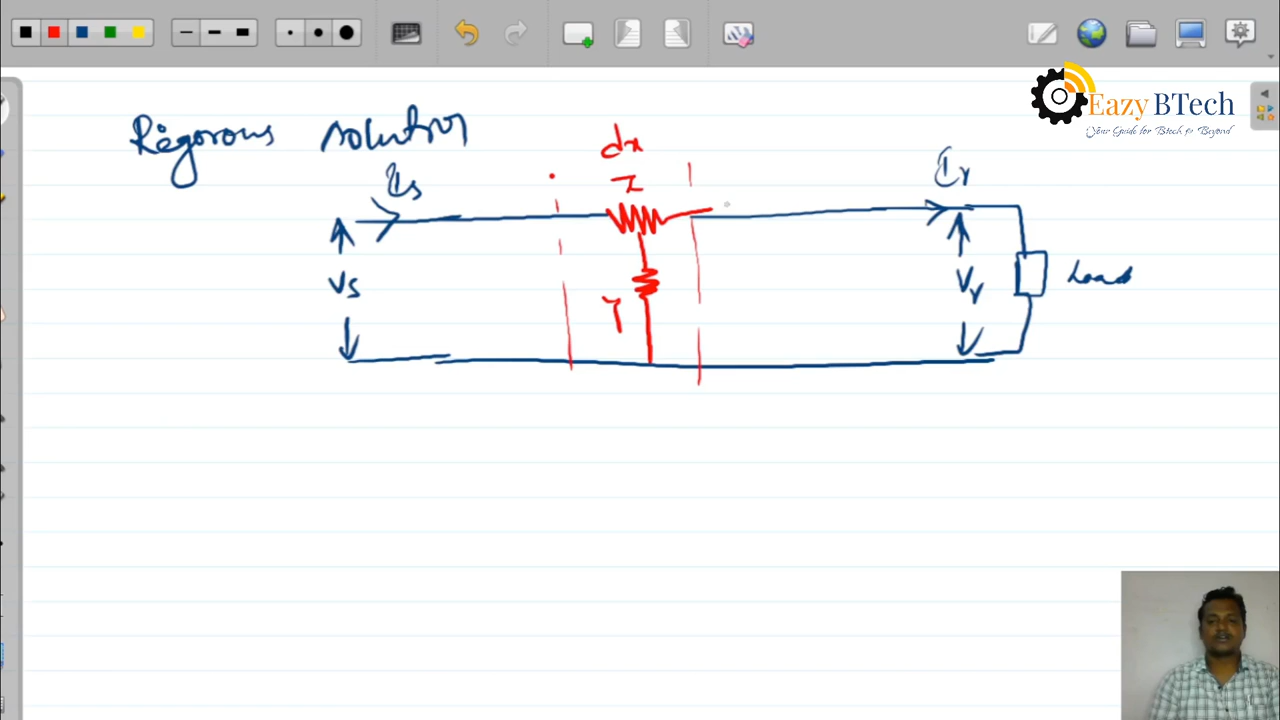 Eazy BTech
Your Guide for Btech & Beyond
Rigorous solution
dx
Is
Z
Ir
Vs
Y
Vr
Load